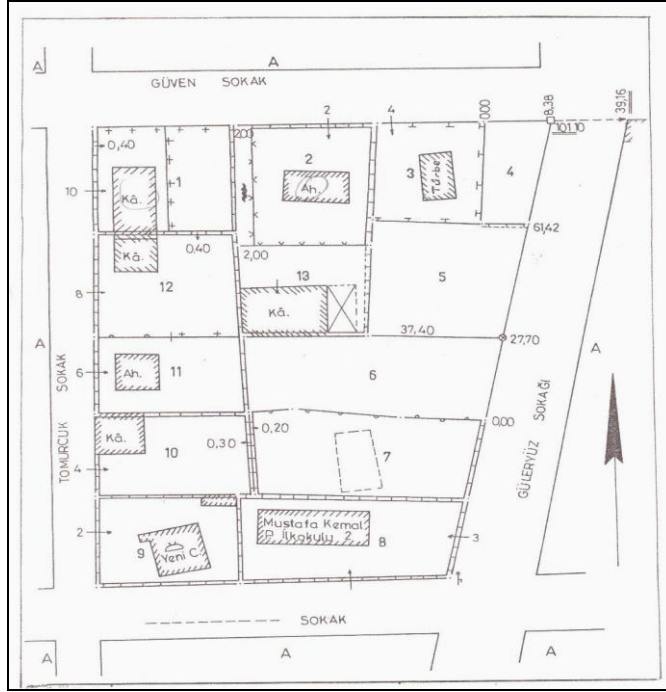 A
A
GÜVEN SOKAK
2
4
0,00
8,38
39,16
101.10
0,40
2,00
10
1
2
3
4
Kâ.
Ah.
Türbe
61,42
Kâ.
0,40
2,00
13
5
12
8
Kâ.
37,40
27,70
A
A
6
Ah.
11
6
TOMURCUK SOKAK
GÜLERYÜZ SOKAĞI
0,00
Kâ.
10
0,30
0,20
7
4
Mustafa Kemal
P. İlkokulu 2
8
3
2
9
Yeni C.
SOKAK
A
A
A